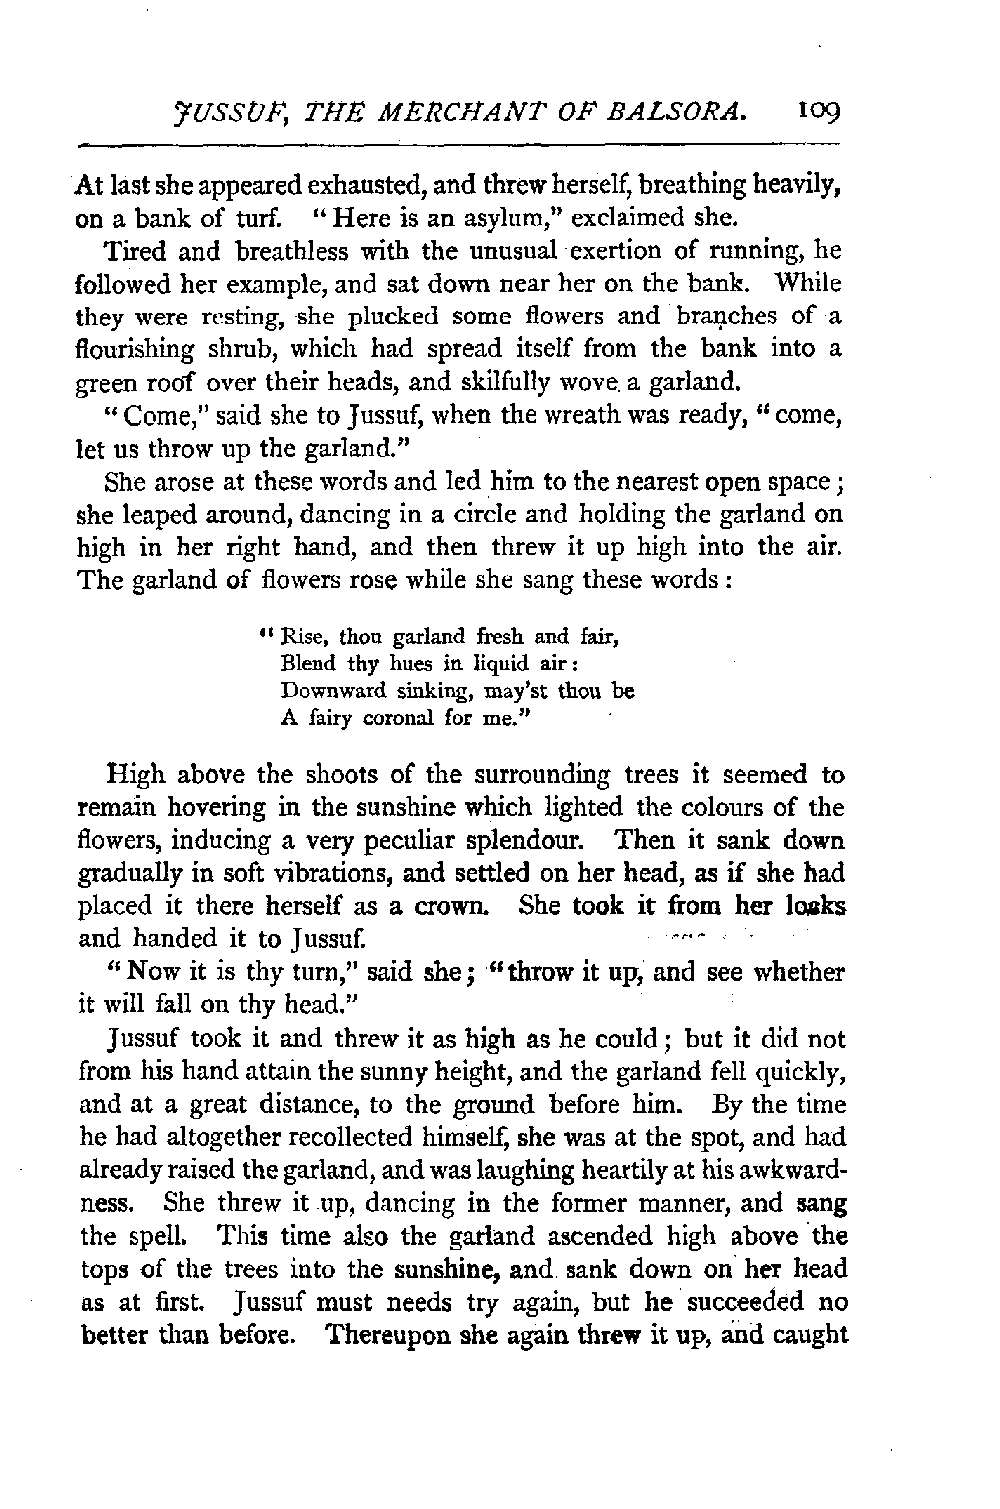 JUSSUF, THE MERCHANT OF BALSORA. 109
At last she appeared exhausted, and threw herself, breathing heavily,
on a bank of turf. "Here is an asylum," exclaimed she.
Tired and breathless with the unusual exertion of running, he
followed her example, and sat down near her on the bank. While
they were resting, she plucked some flowers and branches of a
flourishing shrub, which had spread itself from the bank into a
green roof over their heads, and skilfully wove a garland.
"Come," said she to Jussuf, when the wreath was ready, "come,
let us throw up the garland."
She arose at these words and led him to the nearest open space;
she leaped around, dancing in a circle and holding the garland on
high in her right hand, and then threw it up high into the air.
The garland of flowers rose while she sang these words:
"Rise, thou garland fresh and fair,
Blend thy hues in liquid air:
Downward sinking, may'st thou be
A fairy coronal for me."
High above the shoots of the surrounding trees it seemed to
remain hovering in the sunshine which lighted the colours of the
flowers, inducing a very peculiar splendour. Then it sank down
gradually in soft vibrations, and settled on her head, as if she had
placed it there herself as a crown. She took it from her looks
and handed it to Jussuf.
"Now it is thy turn," said she; "throw it up, and see whether
it will fall on thy head."
Jussuf took it and threw it as high as he could; but it did not
from his hand attain the sunny height, and the garland fell quickly,
and at a great distance, to the ground before him. By the time
he had altogether recollected himself, she was at the spot, and had
already raised the garland, and was laughing heartily at his awkward-
ness. She threw it up, dancing in the former manner, and sang
the spell. This time also the garland ascended high above the
tops of the trees into the sunshine, and sank down on her head
as at first. Jussuf must needs try again, but he succeeded no
better than before. Thereupon she again threw it up, and caught